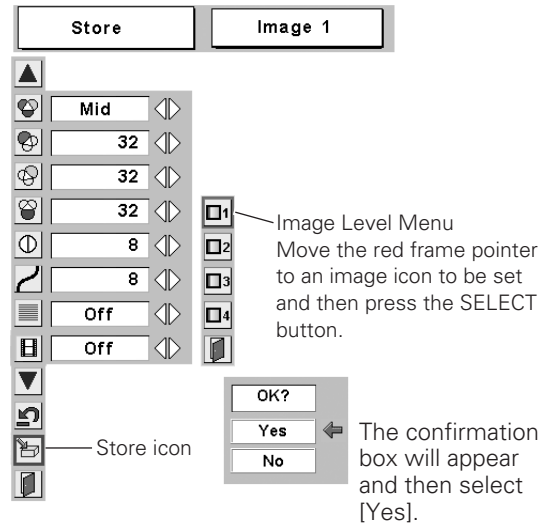 Store
Image 1
Mid
32
32
32
8
8
Off
Off
1
2
3
4
Image Level Menu
Move the red frame pointer
to an image icon to be set
and then press the SELECT
button.
Store icon
OK?
Yes
No
The confirmation
box will appear
and then select
[Yes].